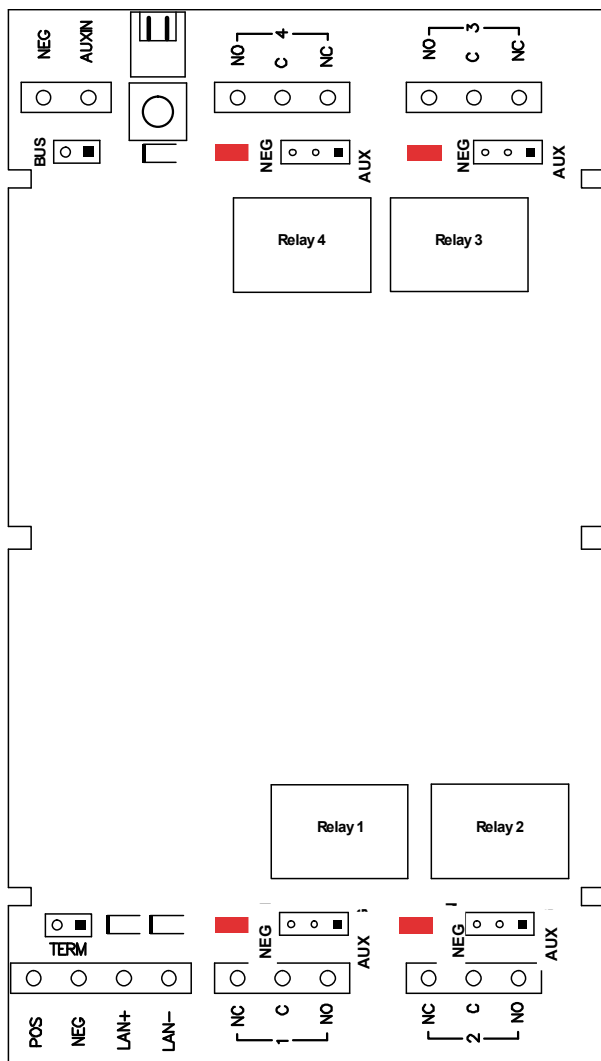 NEG
AUXIN
NO
4
C
NC
NO
3
C
NC
BUS
NEG
AUX
NEG
AUX
Relay 4
Relay 3
Relay 1
Relay 2
TERM
NEG
AUX
NEG
AUX
POS
NEG
LAN+
LAN-
NC
1
C
NO
NC
2
C
NO